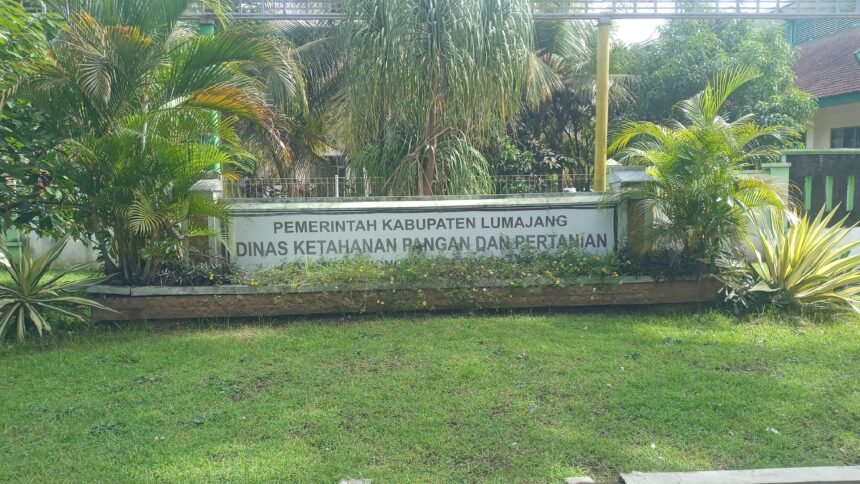 PEMERINTAH KABUPATEN LUMAJANG
DINAS KETAHANAN PANGAN DAN PERTANIAN